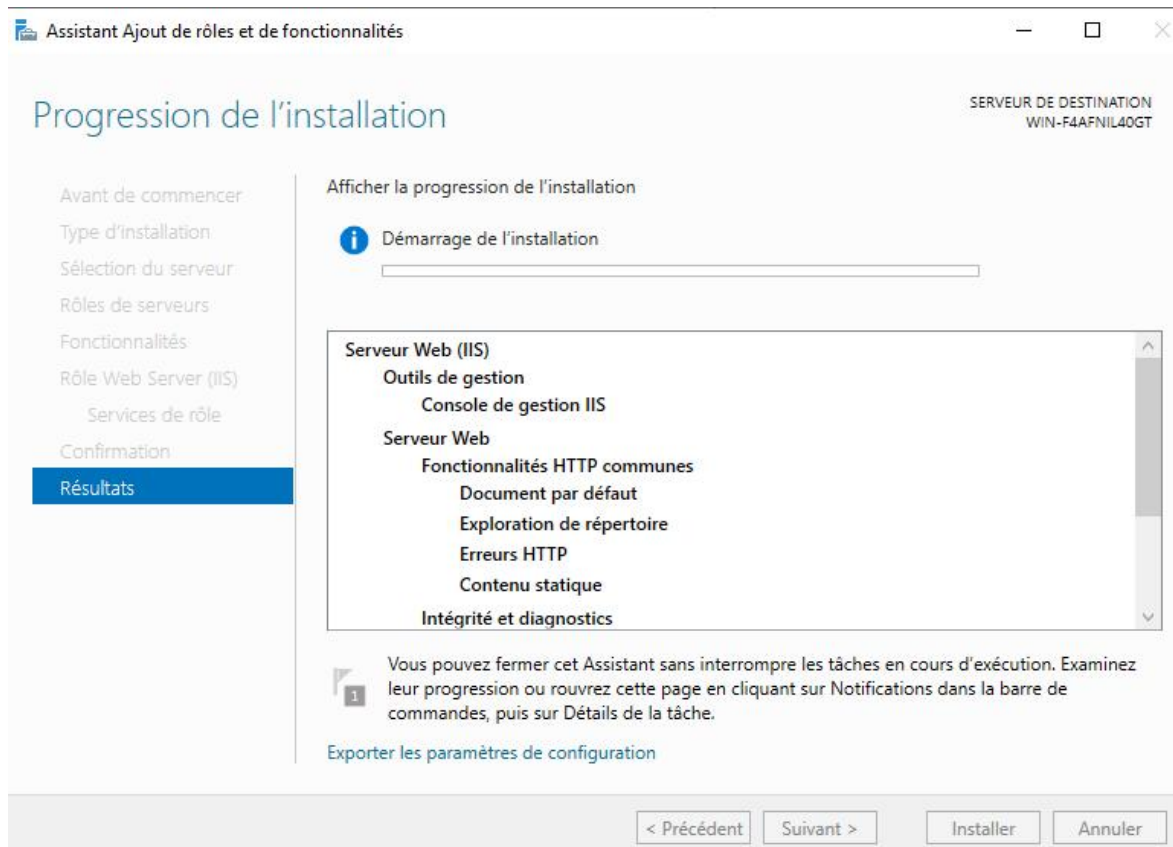 Assistant Ajout de rôles et de fonctionnalités
Progression de l'installation
SERVEUR DE DESTINATION
WIN-F4AFNIL40GT
Avant de commencer
Type d'installation
Sélection du serveur
Rôles de serveurs
Fonctionnalités
Rôle Web Server (IIS)
Services de rôle
Confirmation
Résultats
Afficher la progression de l'installation
Démarrage de l'installation
Serveur Web (IIS)
Outils de gestion
Console de gestion IIS
Serveur Web
Fonctionnalités HTTP communes
Document par défaut
Exploration de répertoire
Erreurs HTTP
Contenu statique
Intégrité et diagnostics
1
Vous pouvez fermer cet Assistant sans interrompre les tâches en cours d'exécution. Examinez
leur progression ou rouvrez cette page en cliquant sur Notifications dans la barre de
commandes, puis sur Détails de la tâche.
Exporter les paramètres de configuration
< Précédent
Suivant >
Installer
Annuler